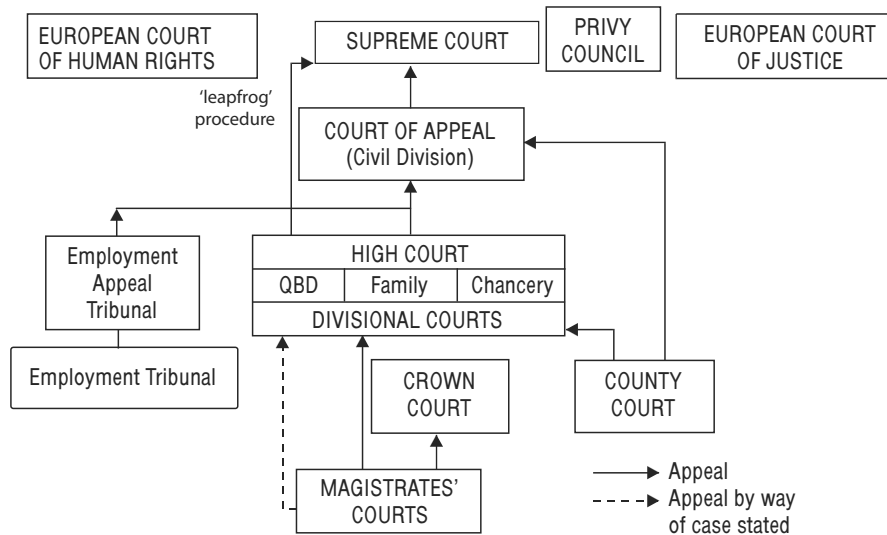 EUROPEAN COURT
OF HUMAN RIGHTS
SUPREME COURT
PRIVY
COUNCIL
EUROPEAN COURT
OF JUSTICE
'leapfrog'
procedure
COURT OF APPEAL
(Civil Division)
Employment
Appeal
Tribunal
HIGH COURT
QBD
Family
Chancery
DIVISIONAL COURTS
Employment Tribunal
CROWN
COURT
COUNTY
COURT
MAGISTRATES'
COURTS
Appeal
Appeal by way
of case stated